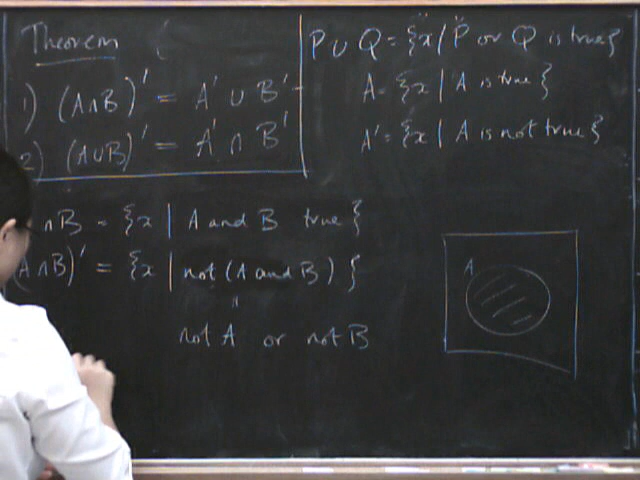 Theorem (
1) (A∩B)' = A' ∪ B'
2) (A∪B)' = A' ∩ B'
P ∪ Q = {x | P or Q is true}
A = {x | A is true}
A' = {x | A is not true}
∩B = {x | A and B true}
(A∩B)' = {x | not (A and B) }
"
not A or not B
A